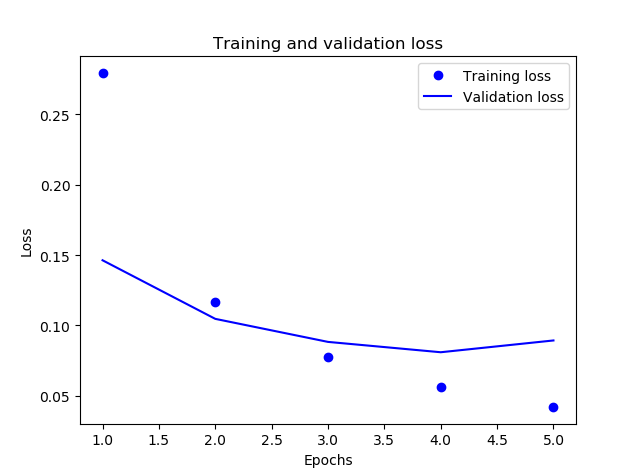 Training and validation loss
Training loss
Validation loss
0.25
0.20
0.15
0.10
0.05
Loss
1.0 1.5 2.0 2.5 3.0 3.5 4.0 4.5 5.0
Epochs